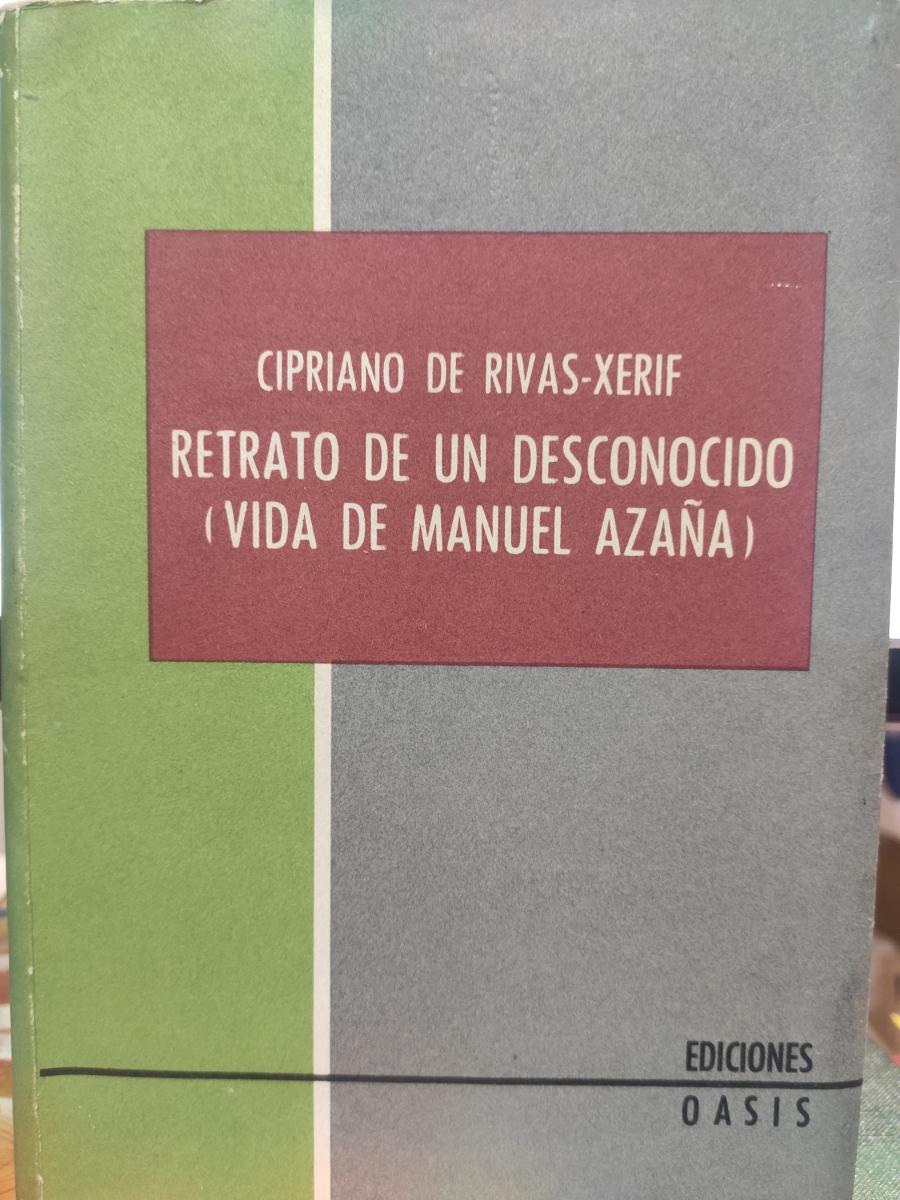 CIPRIANO DE RIVAS-XERIF
RETRATO DE UN DESCONOCIDO
(VIDA DE MANUEL AZAÑA)
EDICIONES
OASIS